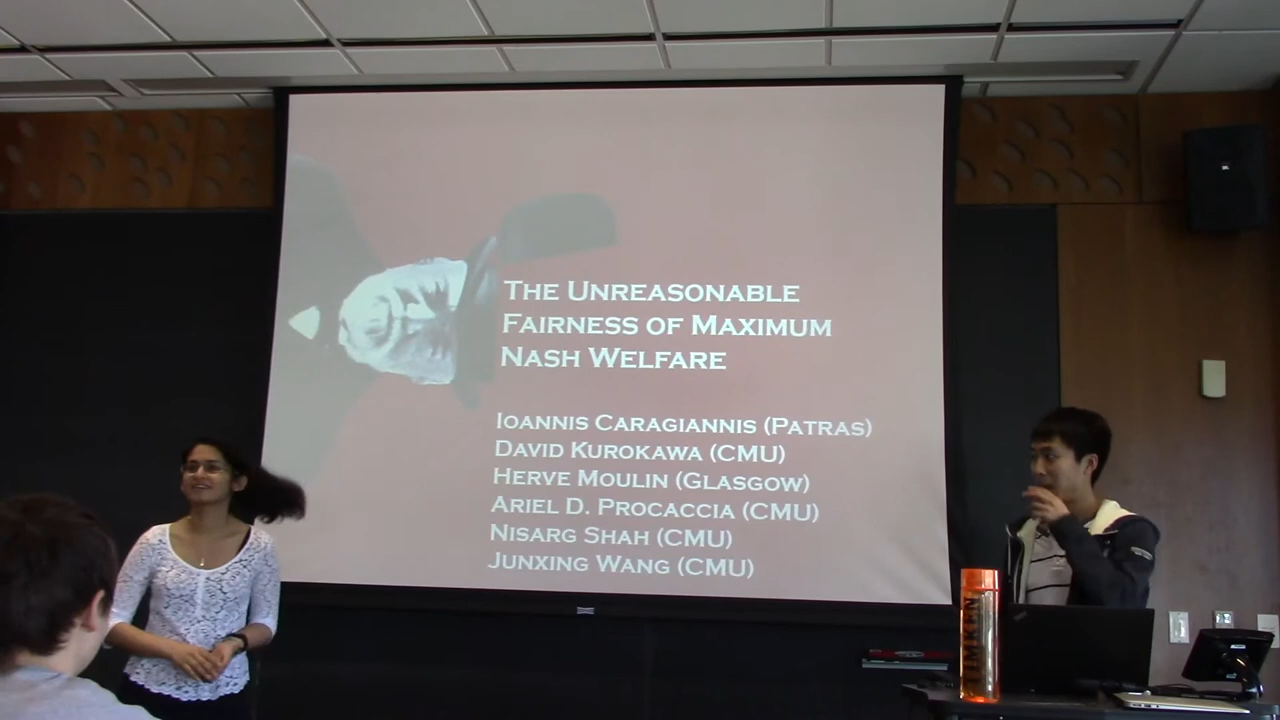 THE UNREASONABLE
FAIRNESS OF MAXIMUM
NASH WELFARE
IOANNIS CARAGIANNIS (PATRAS)
DAVID KUROKAWA (CMU)
HERVE MOULIN (GLASGOW)
ARIEL D. PROCACCIA (CMU)
NISARG SHAH (CMU)
JUNXING WANG (CMU)
TIMKEN